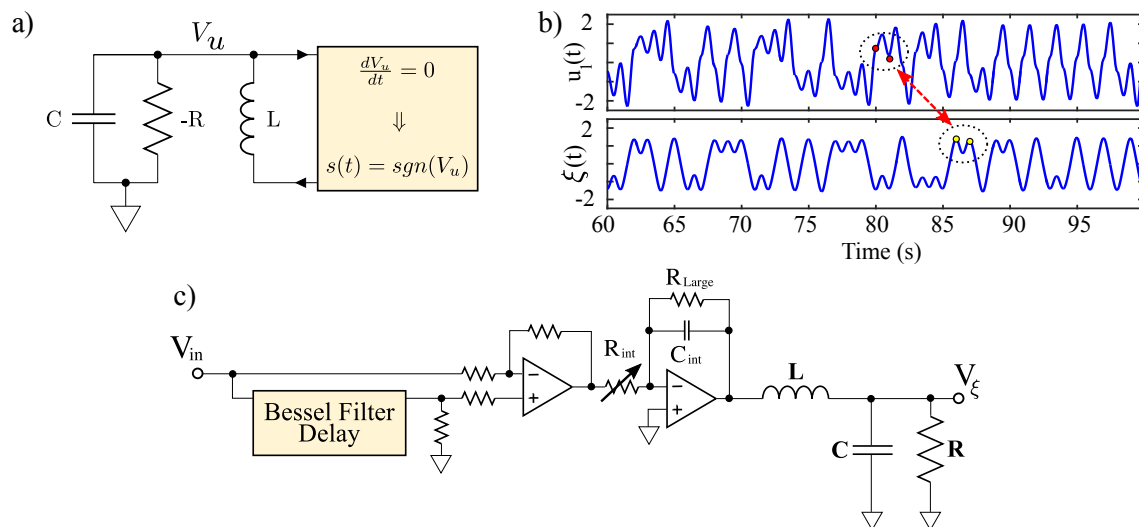 a)
V_u
C
-R
L
dV_u/dt = 0
⇓
s(t) = sgn(V_u)
b)
2
-2
u_1(t)
2
-2
ξ(t)
60 65 70 75 80 85 90 95
Time (s)
c)
V_in
Bessel Filter
Delay
−
+
R_int
R_Large
C_int
−
+
L
C
R
V_ξ